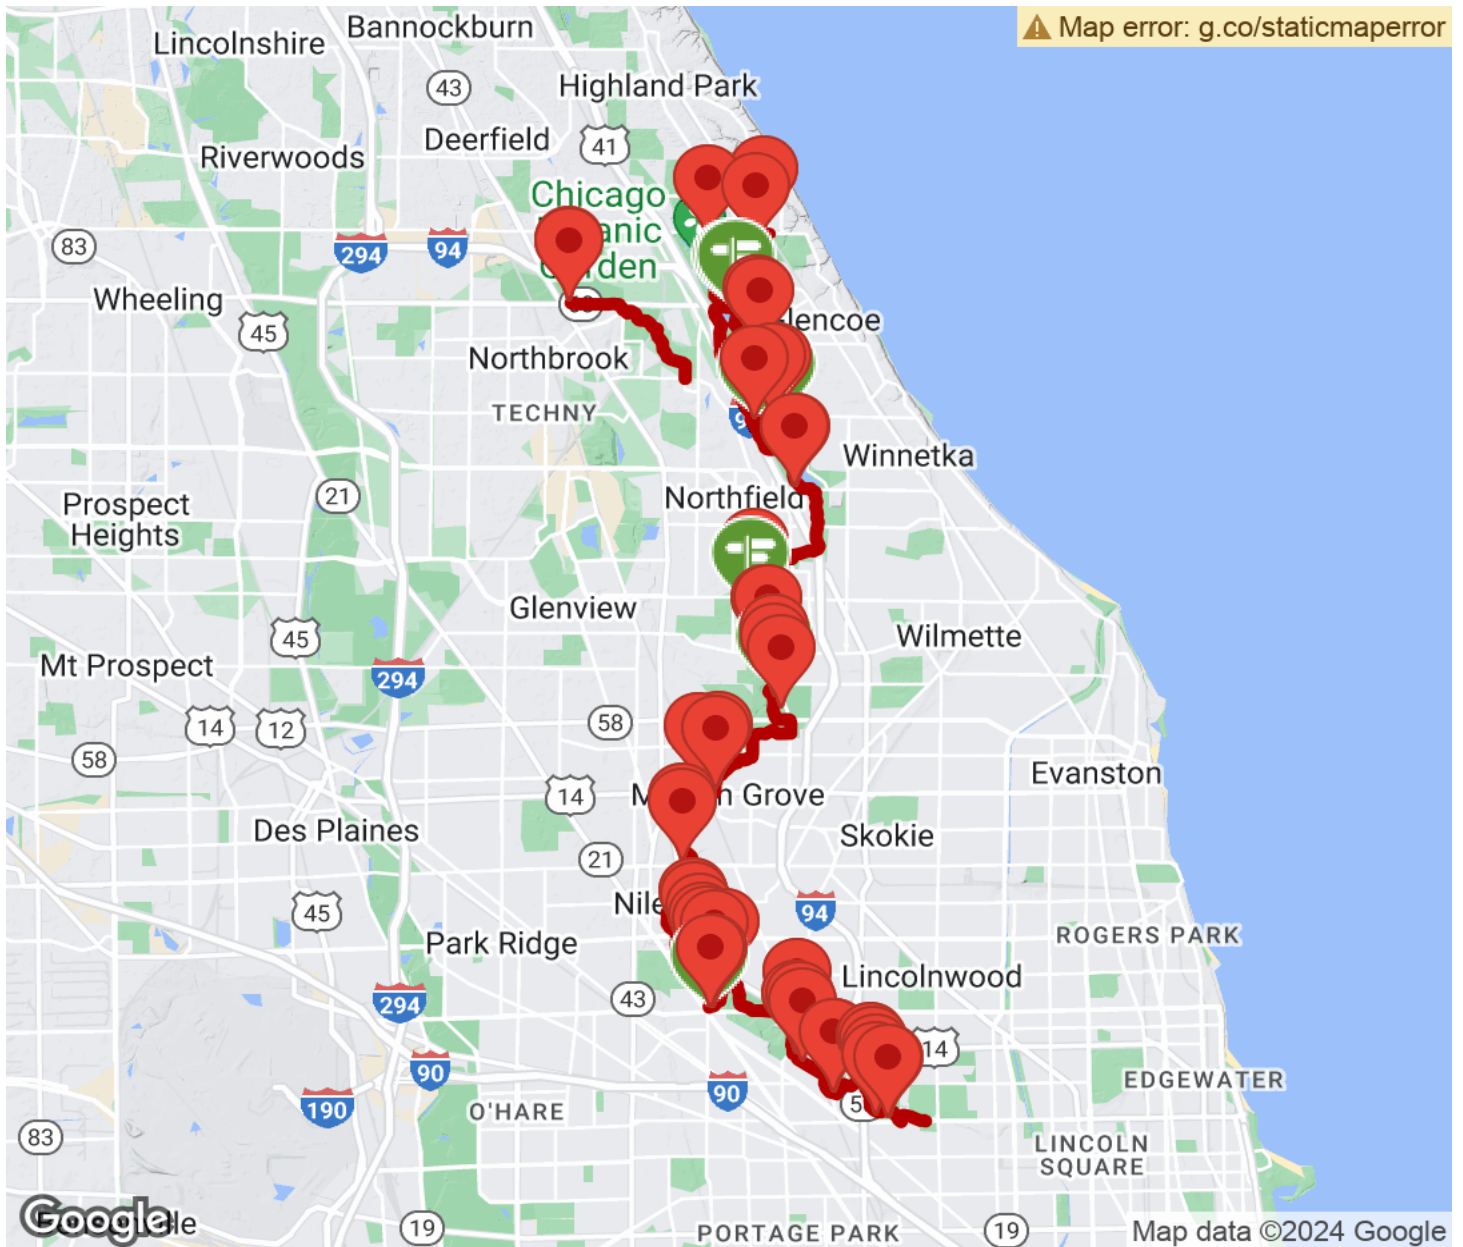 Map error: g.co/staticmaperror
Bannockburn
Lincolnshire
43
Highland Park
Deerfield
41
Riverwoods
Chicago
anic
Garden
83
294
94
Wheeling
45
Glencoe
Northbrook
TECHNY
Winnetka
21
Northfield
Prospect
Heights
Glenview
45
Wilmette
Mt Prospect
294
14
12
58
58
Evanston
14
Grove
Des Plaines
Skokie
21
45
94
Park Ridge
ROGERS PARK
Lincolnwood
43
294
14
90
EDGEWATER
90
190
O'HARE
83
LINCOLN
SQUARE
Google
19
PORTAGE PARK
19
Map data ©2024 Google